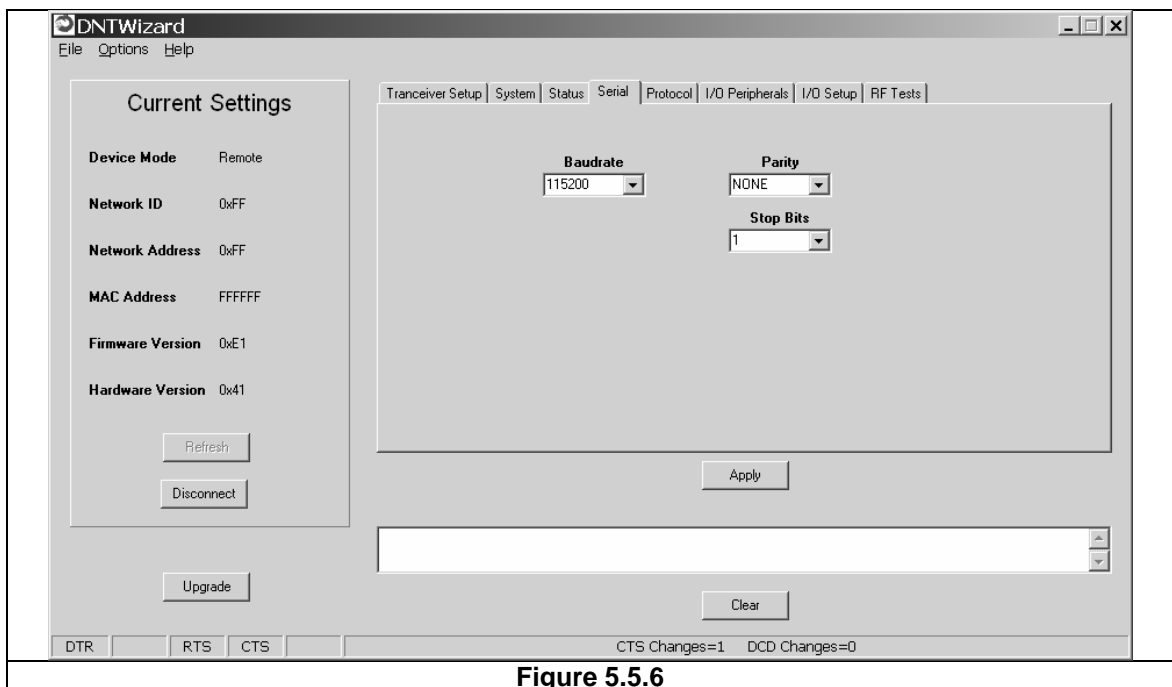 DNTWizard
File Options Help
Current Settings
Device Mode Remote
Network ID 0xFF
Network Address 0xFF
MAC Address FFFFFF
Firmware Version 0xE1
Hardware Version 0x41
Refresh
Disconnect
Upgrade
Tranceiver Setup System Status Serial Protocol I/O Peripherals I/O Setup RF Tests
Baudrate Parity
115200 NONE
Stop Bits
1
Apply
Clear
DTR RTS CTS CTS Changes=1 DCD Changes=0
Figure 5.5.6